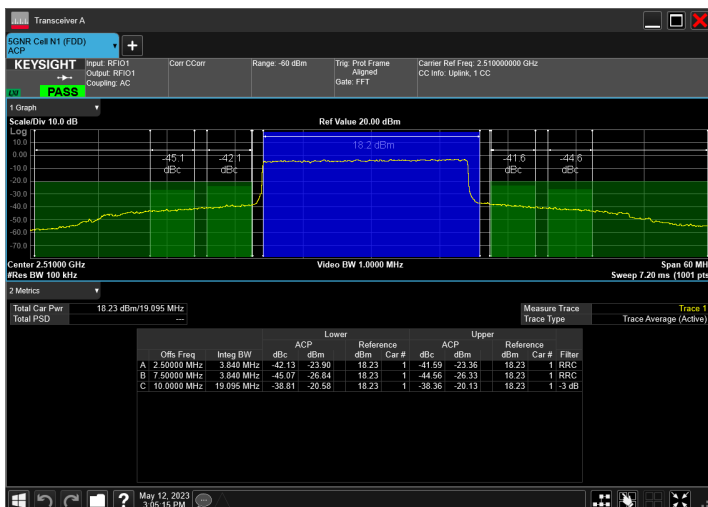 Transceiver A
5GNR Cell N1 (FDD)
ACP
KEYSIGHT
LXI
PASS
Input: RFIO1
Output: RFIO1
Coupling: AC
Corr CCorr
Range: -60 dBm
Trig: Prot Frame
Aligned
Gate: FFT
Carrier Ref Freq: 2.510000000 GHz
CC Info: Uplink, 1 CC
1 Graph
Scale/Div 10.0 dB
Ref Value 20.00 dBm
Log
10.0
0.00
-10.0
-20.0
-30.0
-40.0
-50.0
-60.0
-70.0
-45.1
dBc
-42.1
dBc
18.2 dBm
-41.6
dBc
-44.6
dBc
Center 2.51000 GHz
Video BW 1.0000 MHz
Span 60 MH
#Res BW 100 kHz
Sweep 7.20 ms (1001 pts
2 Metrics
Total Car Pwr 18.23 dBm/19.095 MHz
Total PSD ---
Measure Trace Trace 1
Trace Type Trace Average (Active)
Lower Upper
ACP Reference ACP Reference
Offs Freq Integ BW dBc dBm dBm Car # dBc dBm dBm Car # Filter
A 2.50000 MHz 3.840 MHz -42.13 -23.90 18.23 1 -41.59 -23.36 18.23 1 RRC
B 7.50000 MHz 3.840 MHz -45.07 -26.84 18.23 1 -44.56 -26.33 18.23 1 RRC
C 10.0000 MHz 19.095 MHz -38.81 -20.58 18.23 1 -38.36 -20.13 18.23 1 -3 dB
May 12, 2023
3:05:15 PM